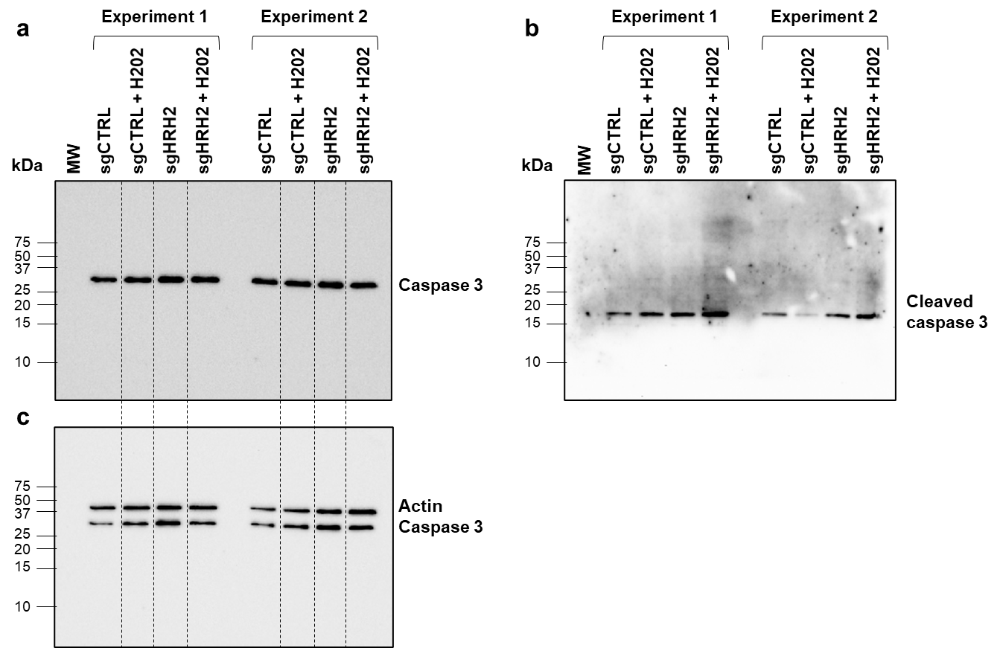 a
Experiment 1
Experiment 2
kDa
MW
sgCTRL
sgCTRL + H202
sgHRH2
sgHRH2 + H202
sgCTRL
sgCTRL + H202
sgHRH2
sgHRH2 + H202
75
50
37
25
20
15
10
Caspase 3
b
Experiment 1
Experiment 2
kDa
MW
sgCTRL
sgCTRL + H202
sgHRH2
sgHRH2 + H202
sgCTRL
sgCTRL + H202
sgHRH2
sgHRH2 + H202
75
50
37
25
20
15
10
Cleaved
caspase 3
c
75
50
37
25
20
15
10
Actin
Caspase 3